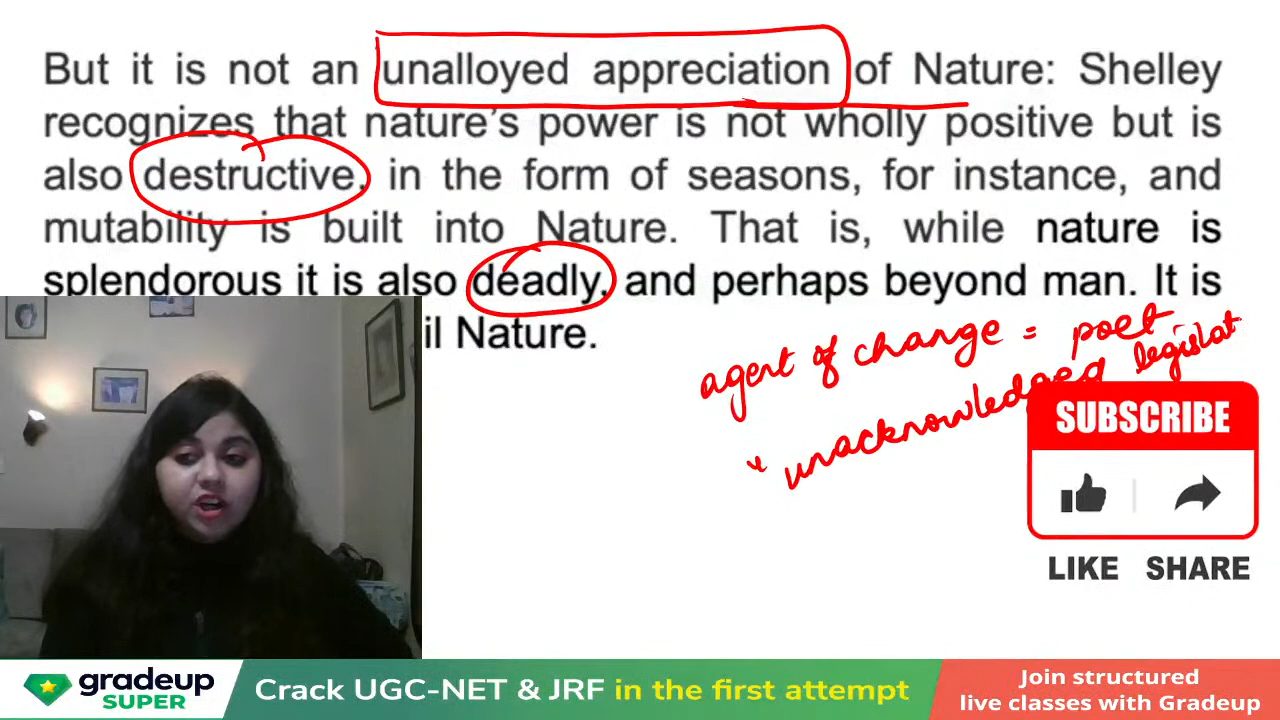 But it is not an unalloyed appreciation of Nature: Shelley
recognizes that nature's power is not wholly positive but is
also destructive, in the form of seasons, for instance, and
mutability is built into Nature. That is, while nature is
splendorous it is also deadly, and perhaps beyond man. It is
il Nature.
agent of change = poet
"unacknowledged legislat
SUBSCRIBE
LIKE SHARE
gradeup
SUPER
Crack UGC-NET & JRF in the first attempt
Join structured
live classes with Gradeup